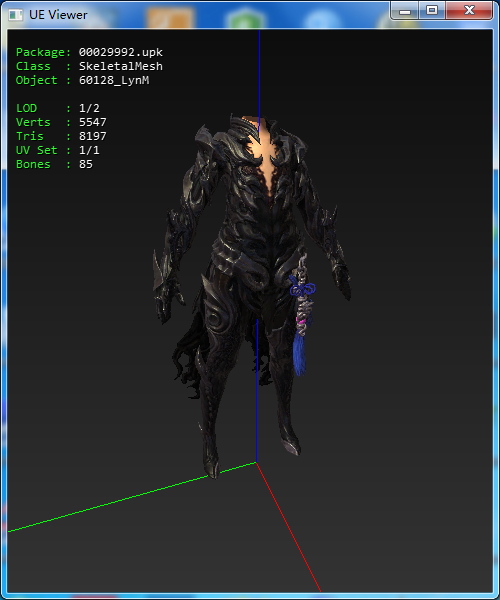 UE Viewer
Package: 00029992.upk
Class : SkeletalMesh
Object : 60128_LynM
LOD : 1/2
Verts : 5547
Tris : 8197
UV Set : 1/1
Bones : 85